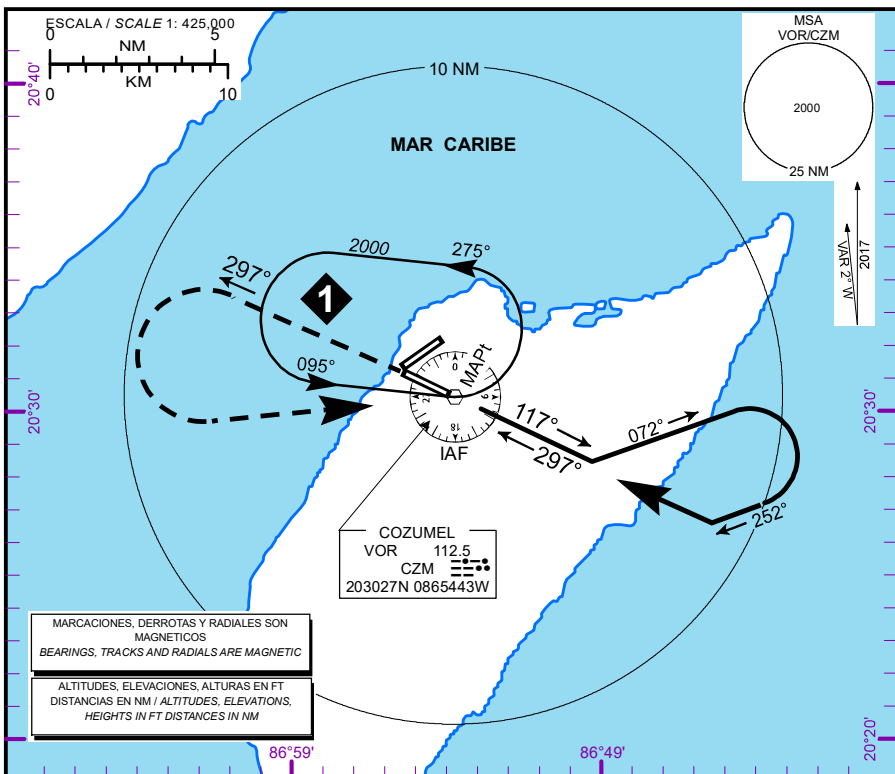 ESCALA / SCALE 1: 425,000
0 5
NM
KM
0 10
10 NM
MSA
VOR/CZM
2000
25 NM
VAR 2° W
2017
20°40'
MAR CARIBE
2000
275°
297°
1
095°
MAPt
0
9
18
27
IAF
117°
297°
072°
252°
20°30'
20°30'
COZUMEL
VOR 112.5
CZM
203027N 0865443W
MARCACIONES, DERROTAS Y RADIALES SON
MAGNETICOS
BEARINGS, TRACKS AND RADIALS ARE MAGNETIC
ALTITUDES, ELEVACIONES, ALTURAS EN FT
DISTANCIAS EN NM / ALTITUDES, ELEVATIONS,
HEIGHTS IN FT DISTANCES IN NM
20°20'
86°59'
86°49'